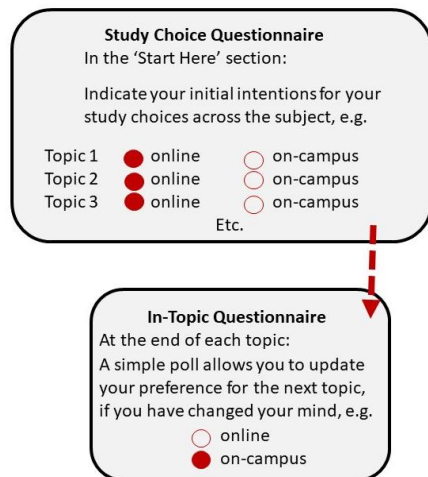 Study Choice Questionnaire
In the ‘Start Here’ section:
Indicate your initial intentions for your
study choices across the subject, e.g.
Topic 1 online on-campus
Topic 2 online on-campus
Topic 3 online on-campus
Etc.
In-Topic Questionnaire
At the end of each topic:
A simple poll allows you to update
your preference for the next topic,
if you have changed your mind, e.g.
online
on-campus